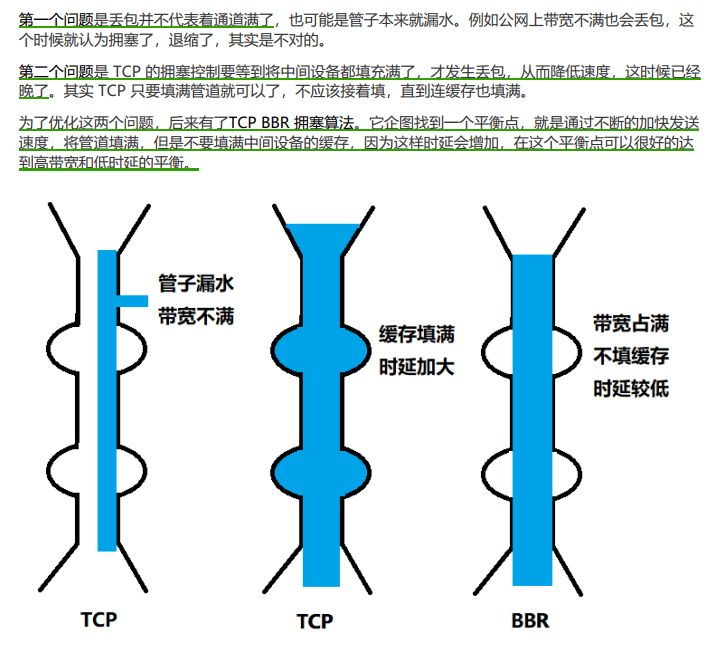 第一个问题是丢包并不代表着通道满了，也可能是管子本来就漏水。例如公网上带宽不满也会丢包，这
个时候就认为拥塞了，退缩了，其实是不对的。
第二个问题是 TCP 的拥塞控制要等到将中间设备都填充满了，才发生丢包，从而降低速度，这时候已经
晚了。其实 TCP 只要填满管道就可以了，不应该接着填，直到连缓存也填满。
为了优化这两个问题，后来有了TCP BBR 拥塞算法。它企图找到一个平衡点，就是通过不断的加快发送
速度，将管道填满，但是不要填满中间设备的缓存，因为这样时延会增加，在这个平衡点可以很好的达
到高带宽和低时延的平衡。
管子漏水
带宽不满
缓存填满
时延加大
带宽占满
不填缓存
时延较低
TCP
TCP
BBR